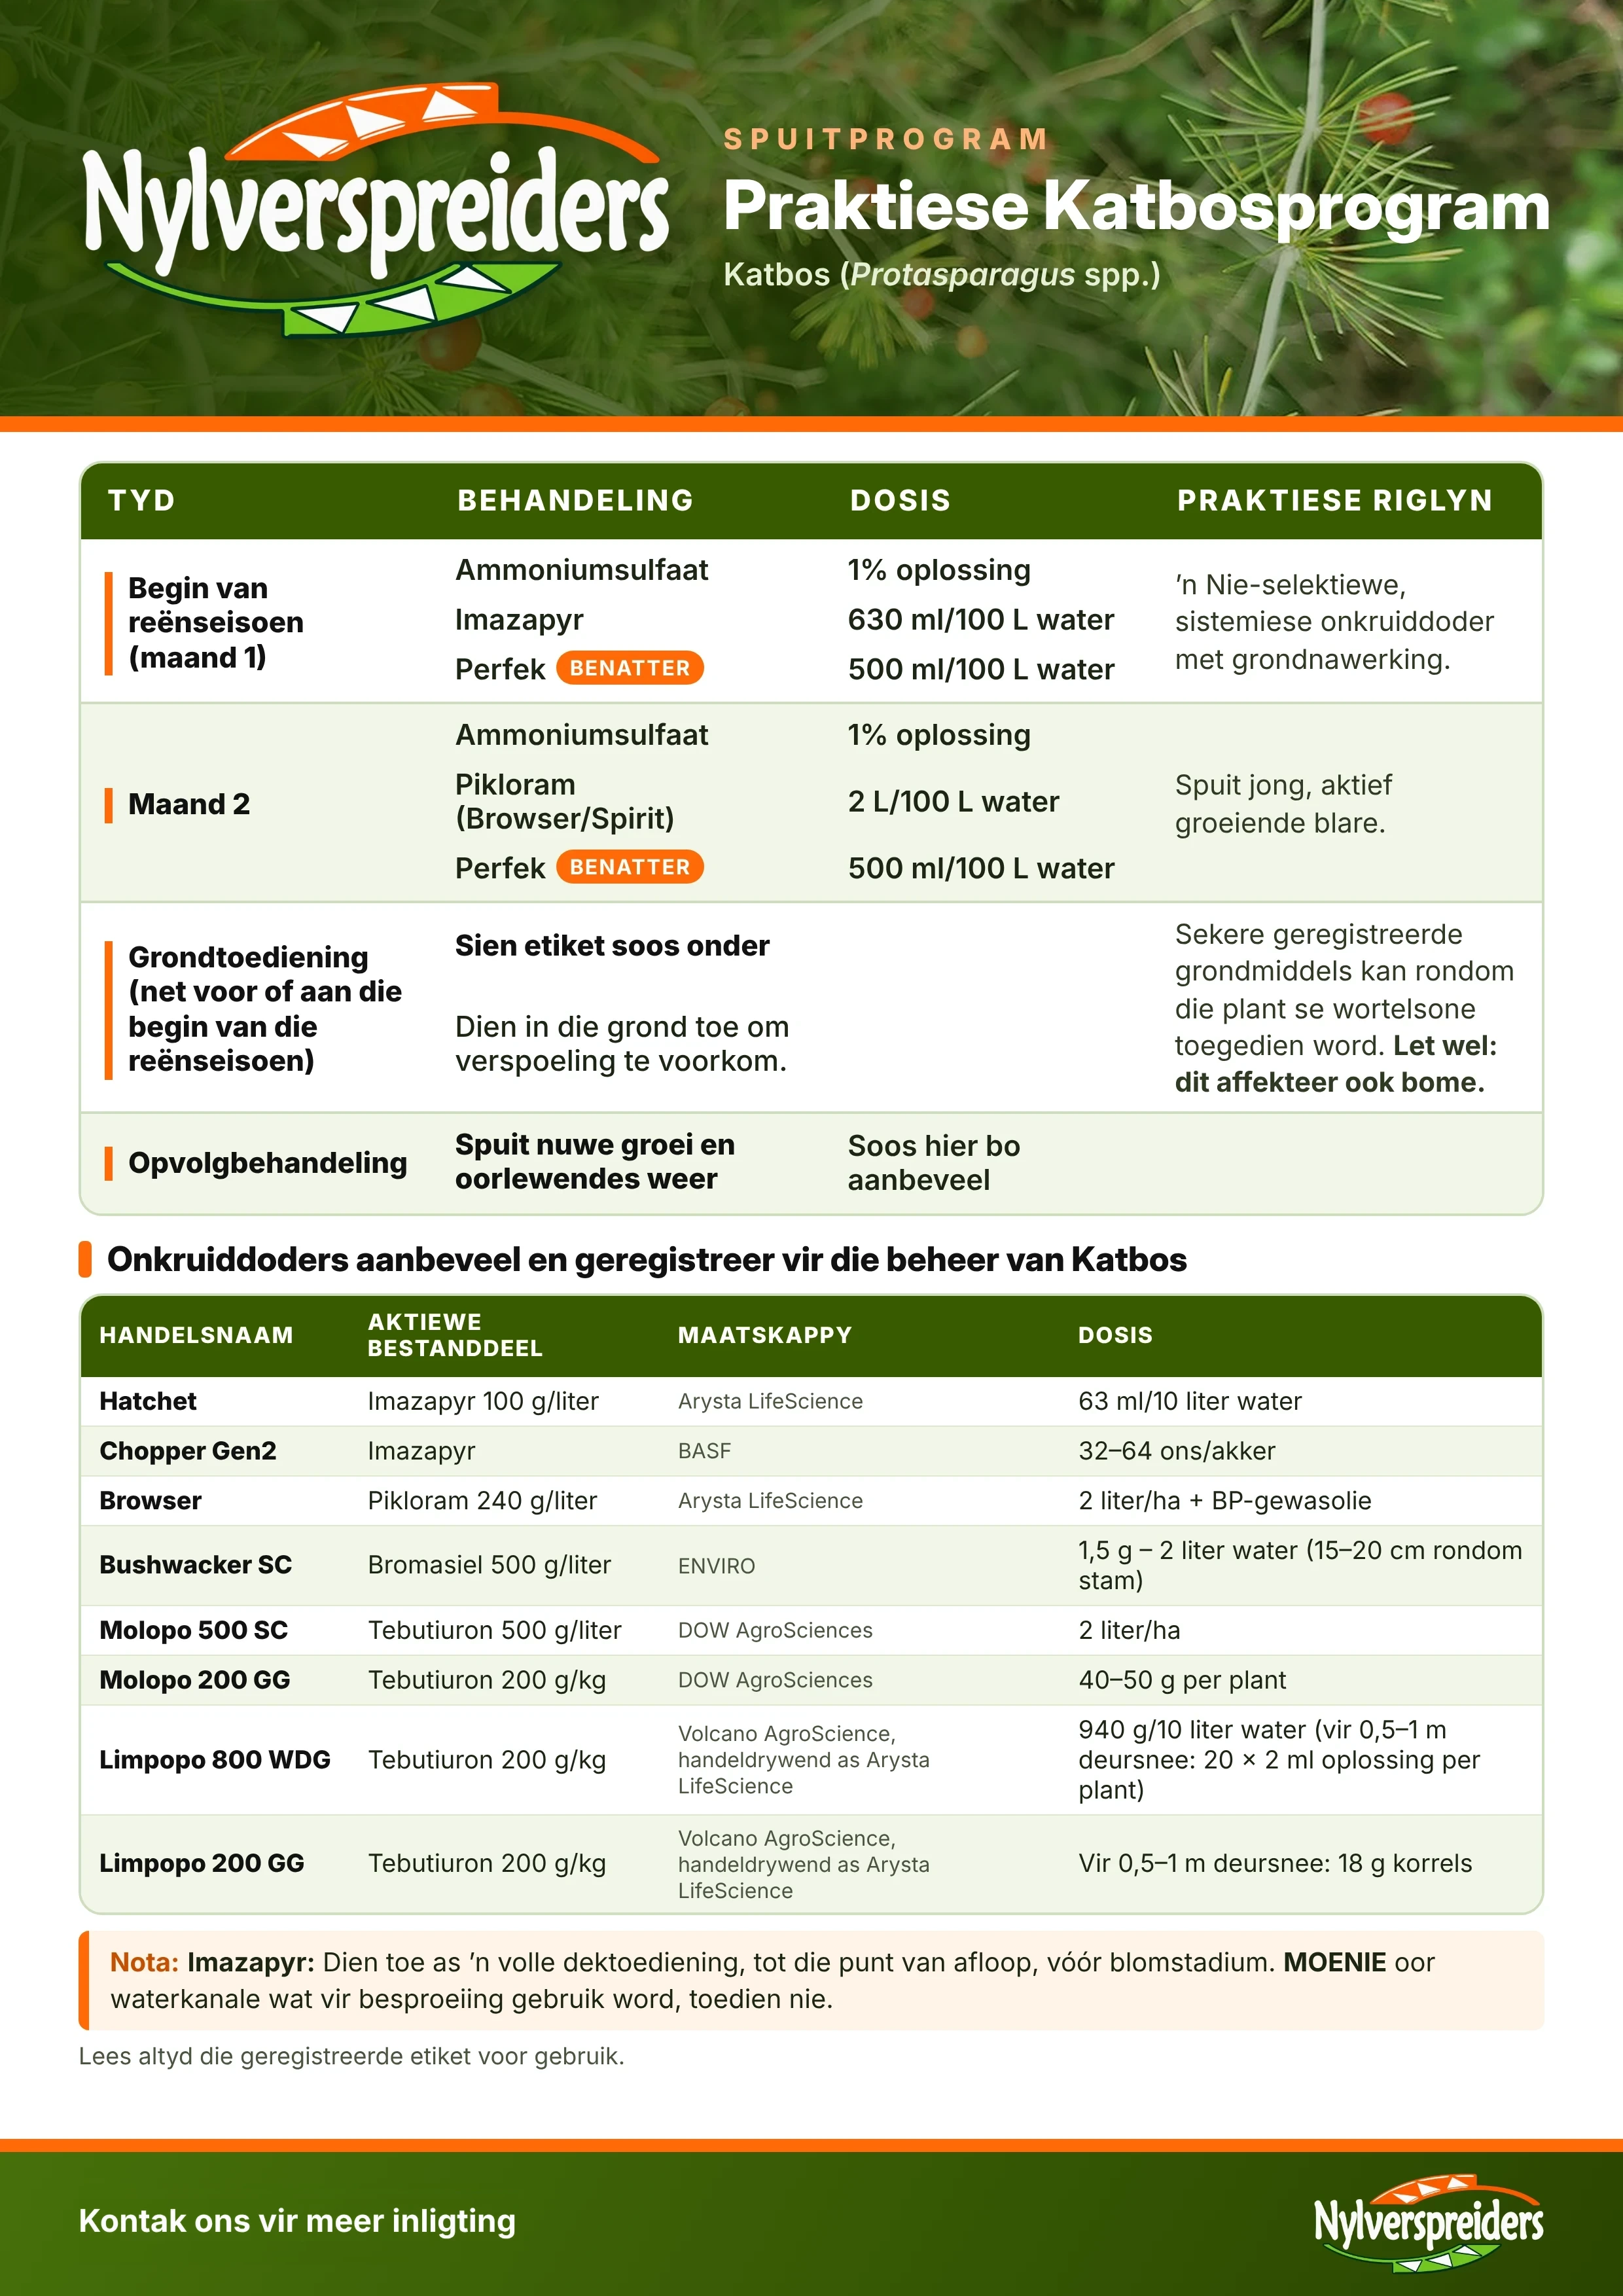 Nylverspreiders
SPUITPROGRAM
Praktiese Katbosprogram
Katbos (Protasparagus spp.)
TYD BEHANDELING DOSIS PRAKTIESE RIGLYN
Begin van
reënseisoen
(maand 1)
Ammoniumsulfaat 1% oplossing
Imazapyr 630 ml/100 L water
Perfek BENATTER 500 ml/100 L water
’n Nie-selektiewe,
sistemiese onkruiddoder
met grondnawerking.
Maand 2
Ammoniumsulfaat 1% oplossing
Pikloram
(Browser/Spirit)
2 L/100 L water
Perfek BENATTER 500 ml/100 L water
Spuit jong, aktief
groeiende blare.
Grondtoediening
(net voor of aan die
begin van die
reënseisoen)
Sien etiket soos onder
Dien in die grond toe om
verspoeling te voorkom.
Sekere geregistreerde
grondmiddels kan rondom
die plant se wortelsone
toegedien word. Let wel:
dit affekteer ook bome.
Opvolgbehandeling
Spuit nuwe groei en
oorlewendes weer
Soos hier bo
aanbeveel
Onkruiddoders aanbeveel en geregistreer vir die beheer van Katbos
HANDELSNAAM
AKTIEWE
BESTANDDEEL
MAATSKAPPY
DOSIS
Hatchet Imazapyr 100 g/liter Arysta LifeScience 63 ml/10 liter water
Chopper Gen2 Imazapyr BASF 32–64 ons/akker
Browser Pikloram 240 g/liter Arysta LifeScience 2 liter/ha + BP-gewasolie
Bushwacker SC Bromasiel 500 g/liter ENVIRO
1,5 g – 2 liter water (15–20 cm rondom
stam)
Molopo 500 SC Tebutiuron 500 g/liter DOW AgroSciences 2 liter/ha
Molopo 200 GG Tebutiuron 200 g/kg DOW AgroSciences 40–50 g per plant
Limpopo 800 WDG Tebutiuron 200 g/kg
Volcano AgroScience,
handeldrywend as Arysta
LifeScience
940 g/10 liter water (vir 0,5–1 m
deursnee: 20 × 2 ml oplossing per
plant)
Limpopo 200 GG Tebutiuron 200 g/kg
Volcano AgroScience,
handeldrywend as Arysta
LifeScience
Vir 0,5–1 m deursnee: 18 g korrels
Nota: Imazapyr: Dien toe as ’n volle dektoediening, tot die punt van afloop, vóór blomstadium. MOENIE oor
waterkanale wat vir besproeiing gebruik word, toedien nie.
Lees altyd die geregistreerde etiket voor gebruik.
Kontak ons vir meer inligting
Nylverspreiders